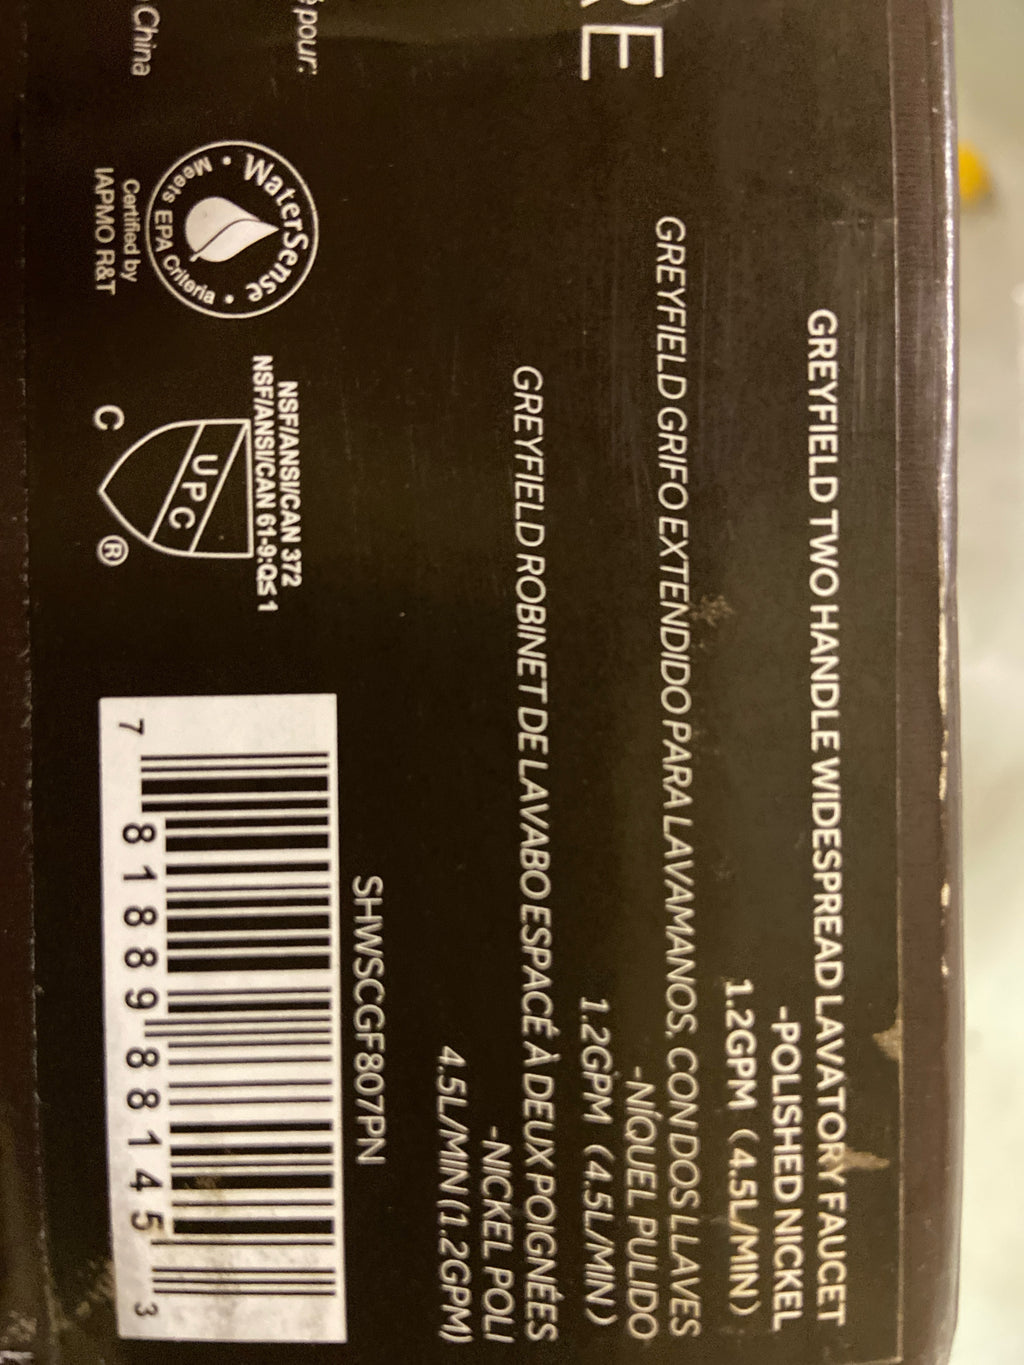 RE
GREYFIELD TWO HANDLE WIDESPREAD LAVATORY FAUCET
-POLISHED NICKEL
1.2GPM (4.5L/MIN)
GREYFIELD GRIFO EXTENDIDO PARA LAVAMANOS, CON DOS LLAVES
-NÍQUEL PULIDO
1.2GPM (4.5L/MIN)
GREYFIELD ROBINET DE LAVABO ESPACÉ À DEUX POIGNÉES
-NICKEL POLI
4.5L/MIN (1.2GPM)
SHWSCGF807PN
7 81889 88145 3
pour:
China
WaterSense
Meets EPA Criteria
Certified by
IAPMO R&T
NSF/ANSI/CAN 372
NSF/ANSI/CAN 61-9:Q≤1
UPC
C ®